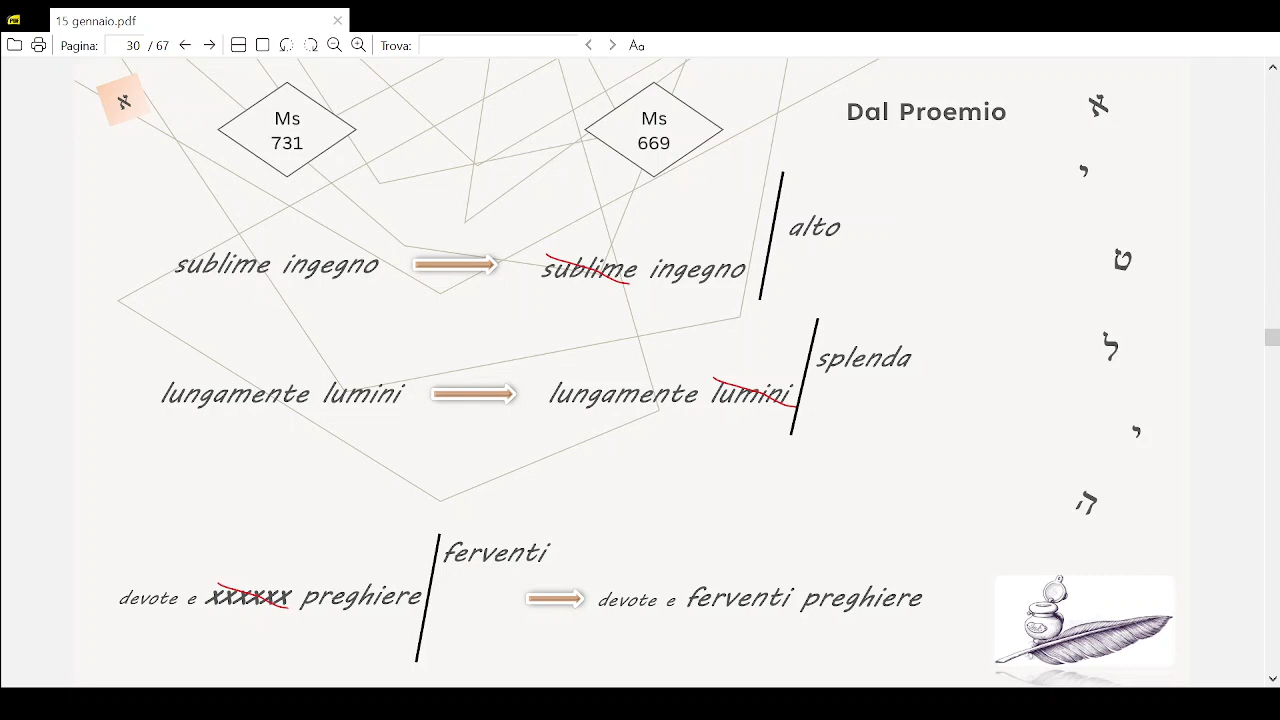 15 gennaio.pdf
Pagina: 30 / 67 Trova: Aa
א
Ms
731
Ms
669
Dal Proemio
א
י
ט
ל
י
ה
sublime ingegno
sublime ingegno
alto
lungamente lumini
lungamente lumini
splenda
devote e xxxxxx preghiere
ferventi
devote e ferventi preghiere